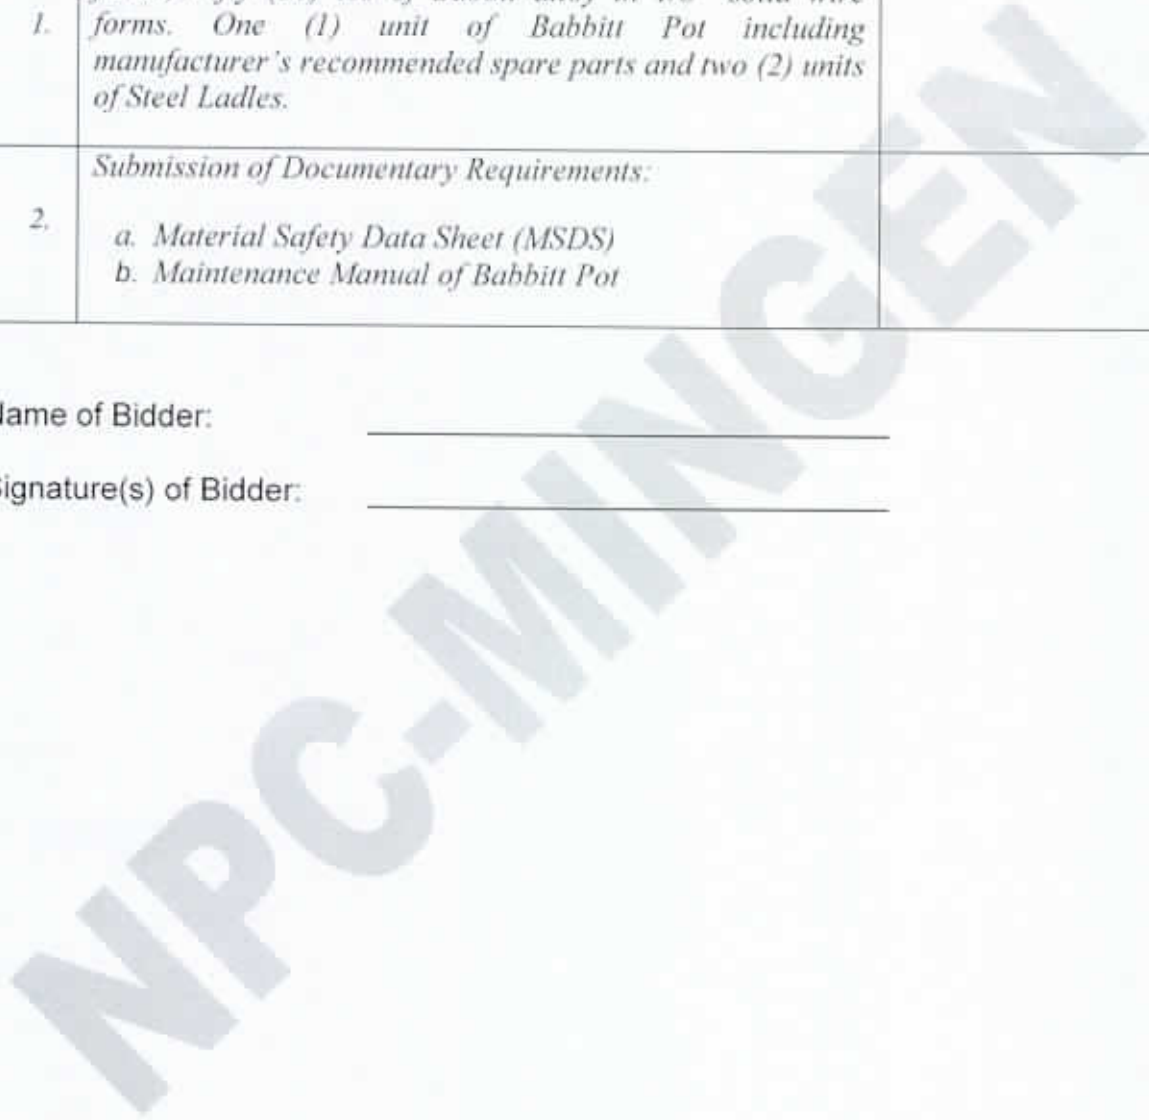 1. forms. One (1) unit of Babbitt Pot including
manufacturer's recommended spare parts and two (2) units
of Steel Ladles.
Submission of Documentary Requirements:
2.
a. Material Safety Data Sheet (MSDS)
b. Maintenance Manual of Babbitt Pot
lame of Bidder:
ignature(s) of Bidder:
NPC-MINGEN